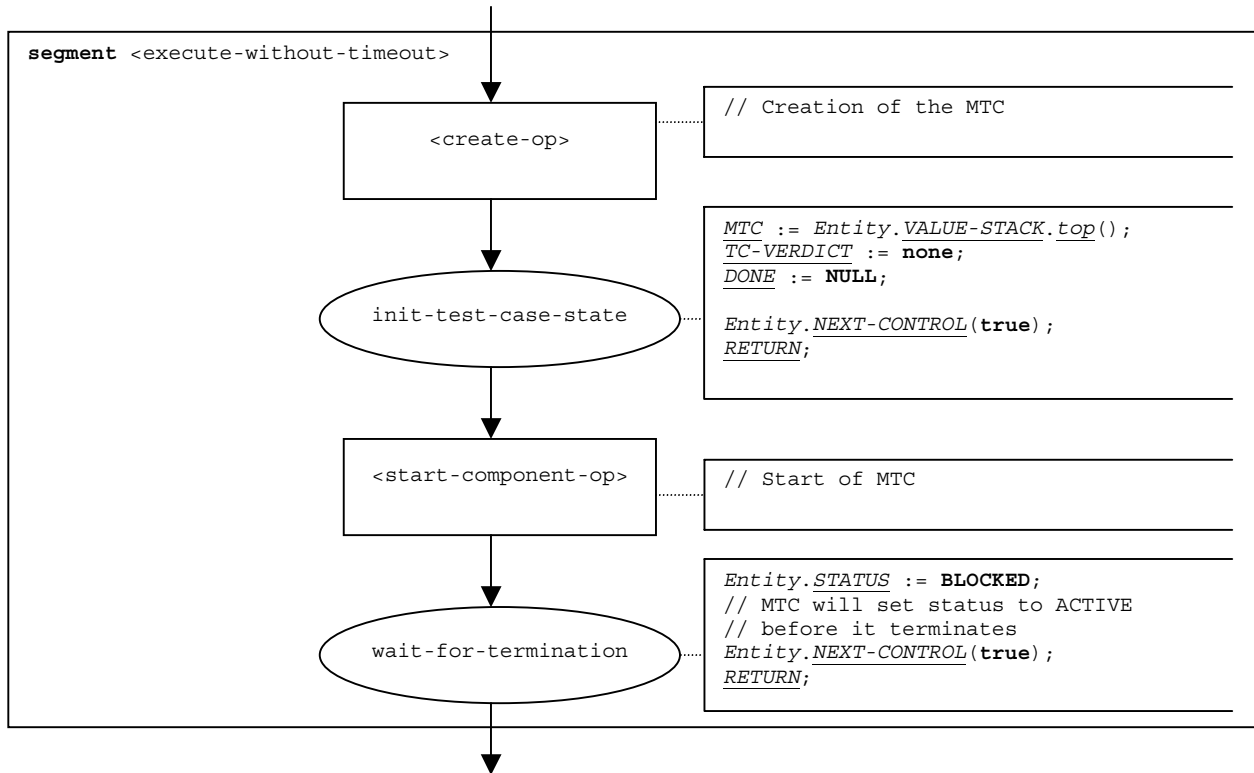 segment <execute-without-timeout>
<create-op>
// Creation of the MTC
init-test-case-state
MTC := Entity.VALUE-STACK.top();
TC-VERDICT := none;
DONE := NULL;
Entity.NEXT-CONTROL(true);
RETURN;
<start-component-op>
// Start of MTC
wait-for-termination
Entity.STATUS := BLOCKED;
// MTC will set status to ACTIVE
// before it terminates
Entity.NEXT-CONTROL(true);
RETURN;